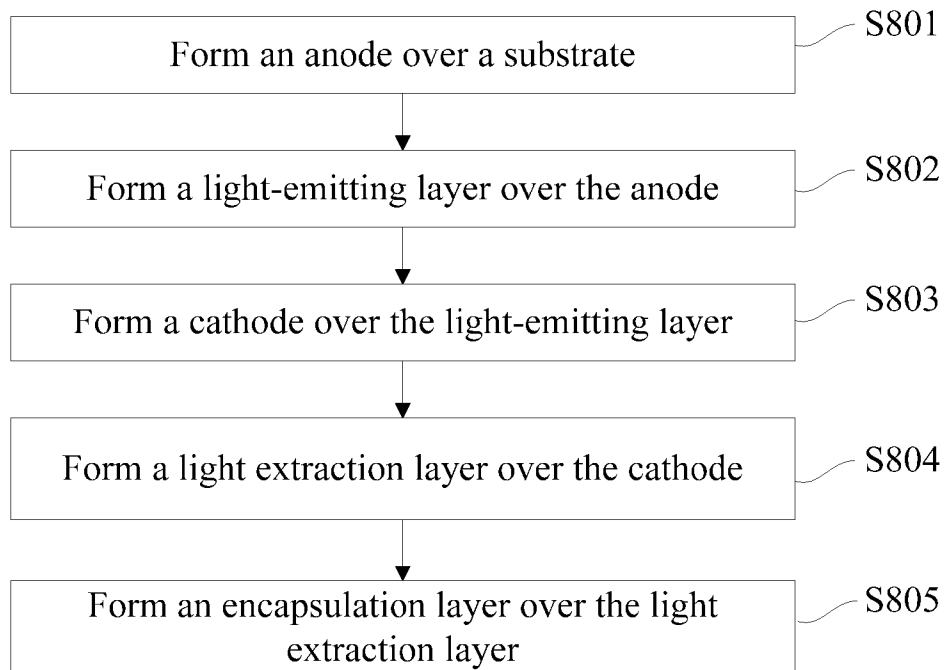 Form an anode over a substrate
S801
Form a light-emitting layer over the anode
S802
Form a cathode over the light-emitting layer
S803
Form a light extraction layer over the cathode
S804
Form an encapsulation layer over the light
extraction layer
S805